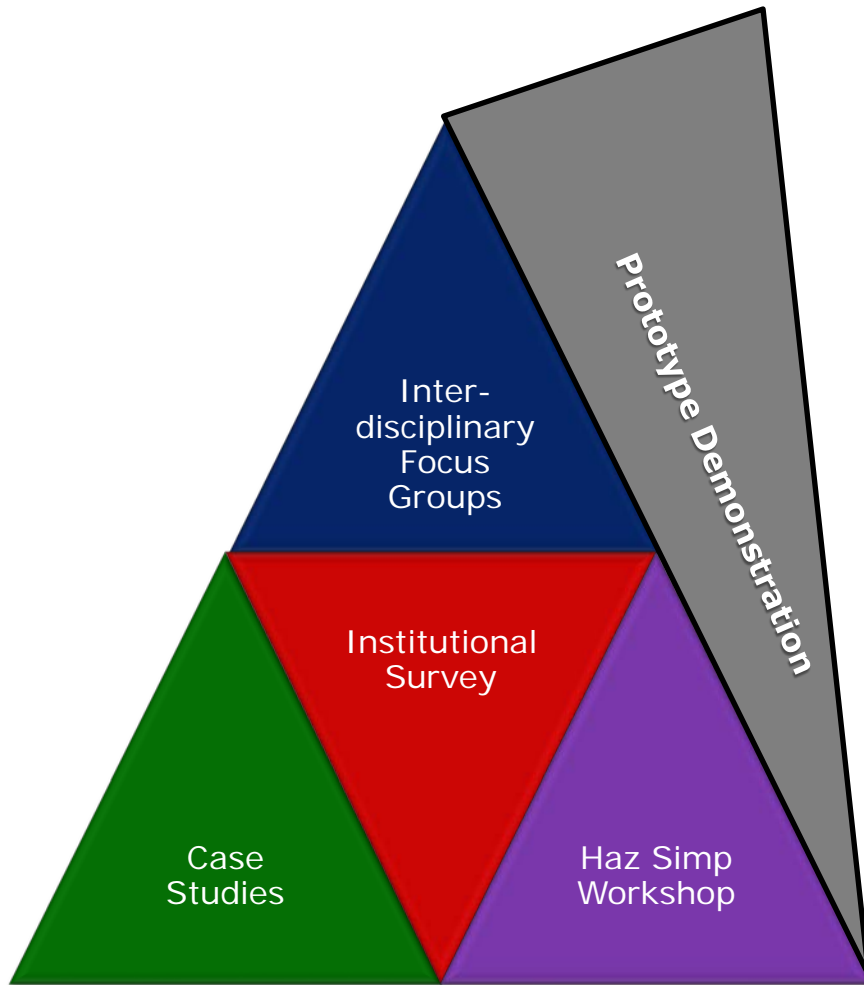 Inter-
disciplinary
Focus
Groups
Prototype Demonstration
Institutional
Survey
Case
Studies
Haz Simp
Workshop